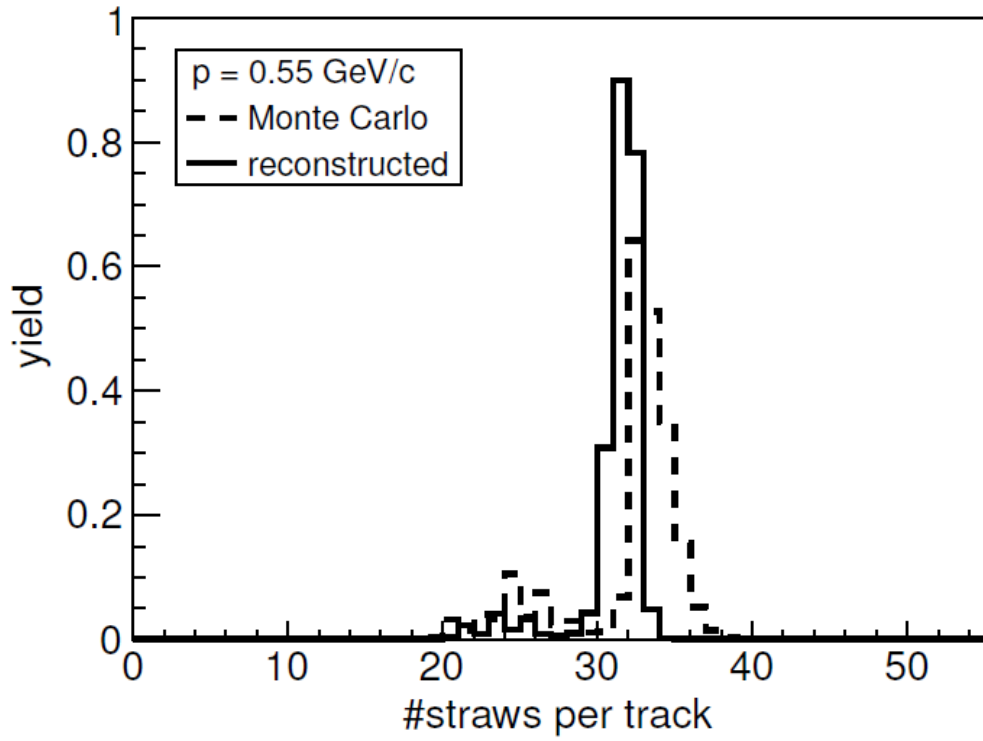 1
p = 0.55 GeV/c
Monte Carlo
reconstructed
0.8
0.6
yield
0.4
0.2
0
0 10 20 30 40 50
#straws per track